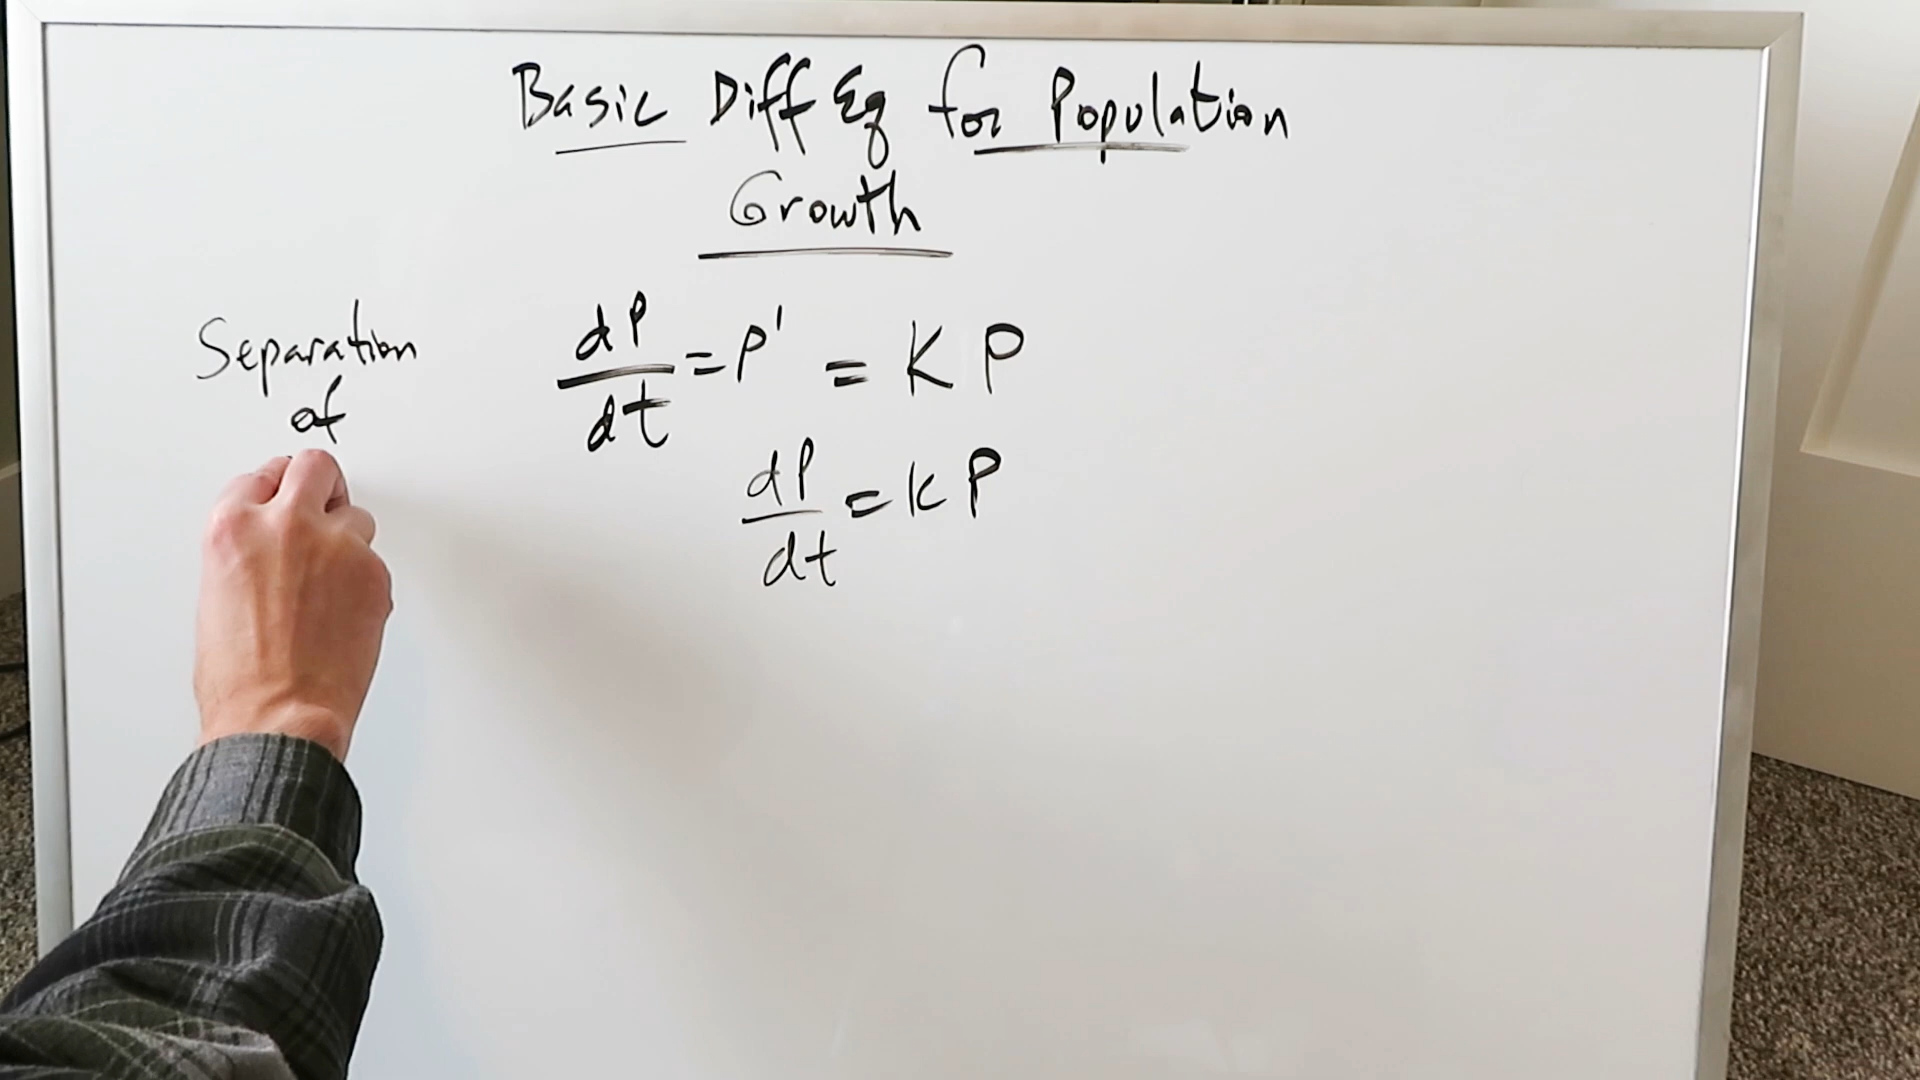 Basic Diff Eq for Population
Growth
Separation
of
dP/dt = P' = K P
dP/dt = K P